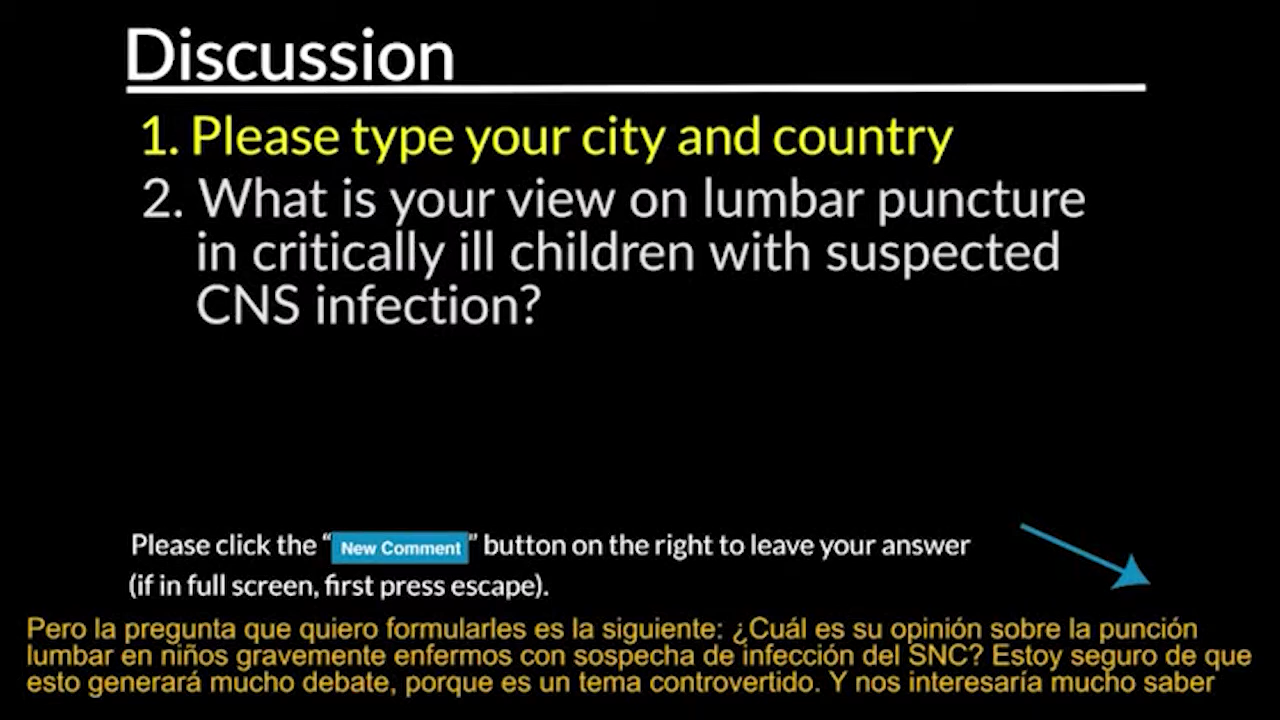 Discussion
1. Please type your city and country
2. What is your view on lumbar puncture
in critically ill children with suspected
CNS infection?
Please click the “New Comment” button on the right to leave your answer
(if in full screen, first press escape).
Pero la pregunta que quiero formularles es la siguiente: ¿Cuál es su opinión sobre la punción
lumbar en niños gravemente enfermos con sospecha de infección del SNC? Estoy seguro de que
esto generará mucho debate, porque es un tema controvertido. Y nos interesaría mucho saber